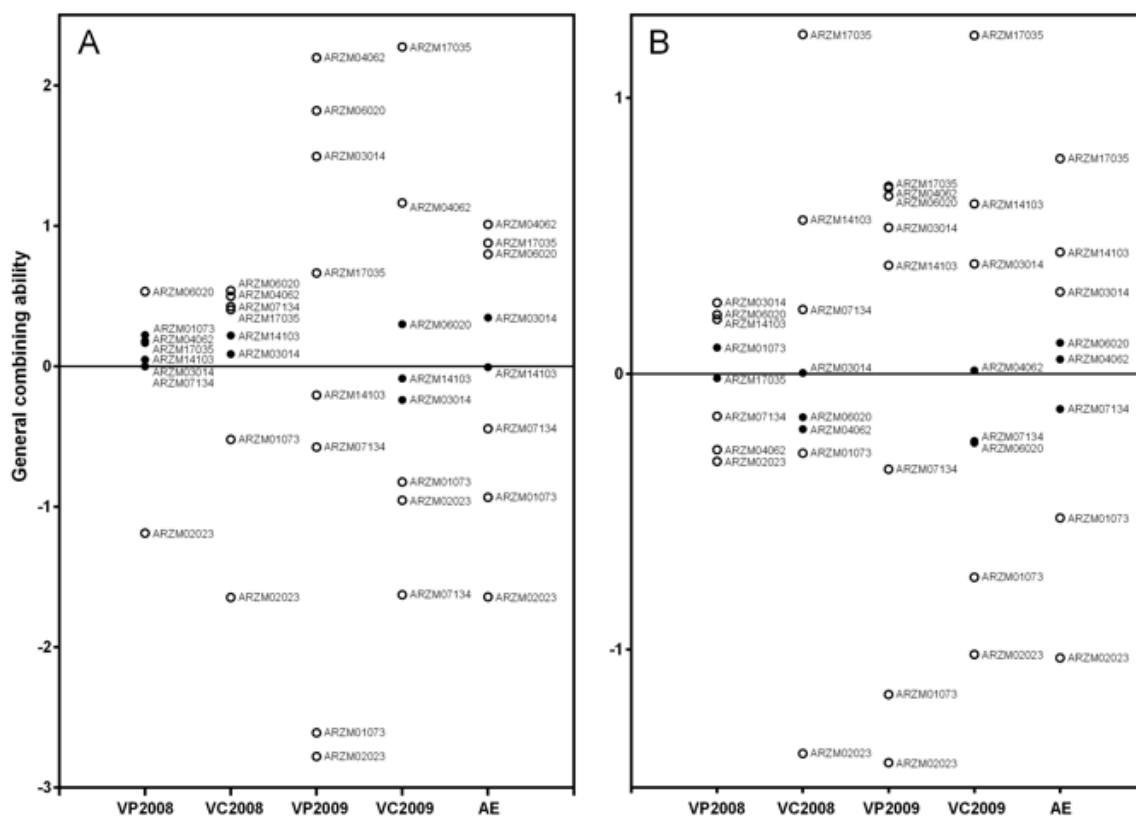 A
B
General combining ability
2
1
0
-1
-2
-3
ARZM06020
ARZM01073
ARZM04062
ARZM17035
ARZM14103
ARZM03014
ARZM07134
ARZM02023
ARZM06020
ARZM04062
ARZM07134
ARZM17035
ARZM14103
ARZM03014
ARZM01073
ARZM02023
ARZM04062
ARZM06020
ARZM03014
ARZM17035
ARZM14103
ARZM07134
ARZM01073
ARZM02023
ARZM17035
ARZM04062
ARZM06020
ARZM14103
ARZM03014
ARZM01073
ARZM02023
ARZM07134
ARZM04062
ARZM17035
ARZM06020
ARZM03014
ARZM14103
ARZM07134
ARZM01073
ARZM02023
VP2008 VC2008 VP2009 VC2009 AE
1
0
-1
ARZM03014
ARZM06020
ARZM14103
ARZM01073
ARZM17035
ARZM07134
ARZM04062
ARZM02023
ARZM17035
ARZM14103
ARZM07134
ARZM03014
ARZM06020
ARZM04062
ARZM01073
ARZM02023
ARZM17035
ARZM04062
ARZM06020
ARZM03014
ARZM14103
ARZM07134
ARZM01073
ARZM02023
ARZM17035
ARZM14103
ARZM03014
ARZM04062
ARZM07134
ARZM06020
ARZM01073
ARZM02023
ARZM17035
ARZM14103
ARZM03014
ARZM06020
ARZM04062
ARZM07134
ARZM01073
ARZM02023
VP2008 VC2008 VP2009 VC2009 AE